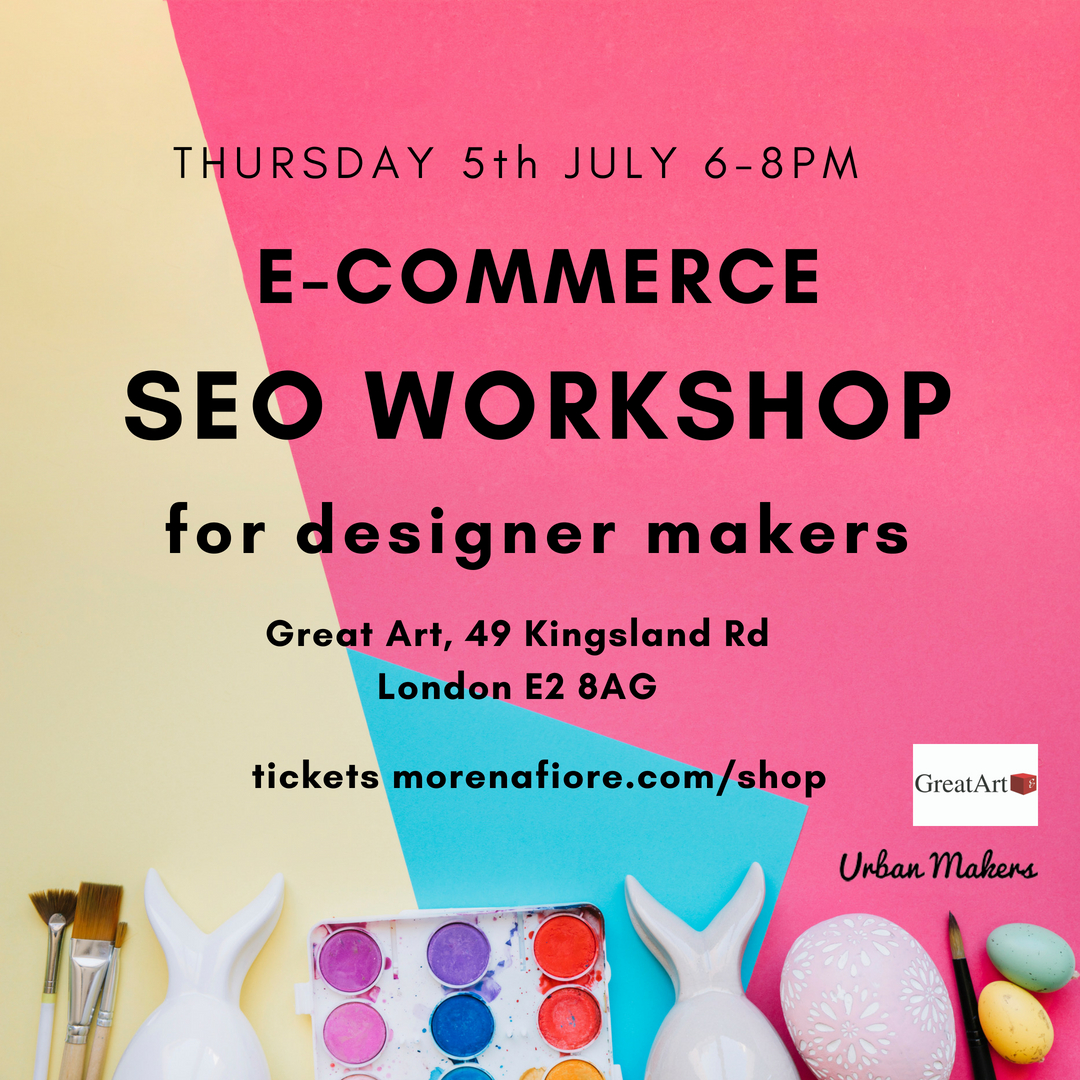 THURSDAY 5th JULY 6-8PM
E-COMMERCE
SEO WORKSHOP
for designer makers
Great Art, 49 Kingsland Rd
London E2 8AG
tickets morenafiore.com/shop
GreatArt
Urban Makers